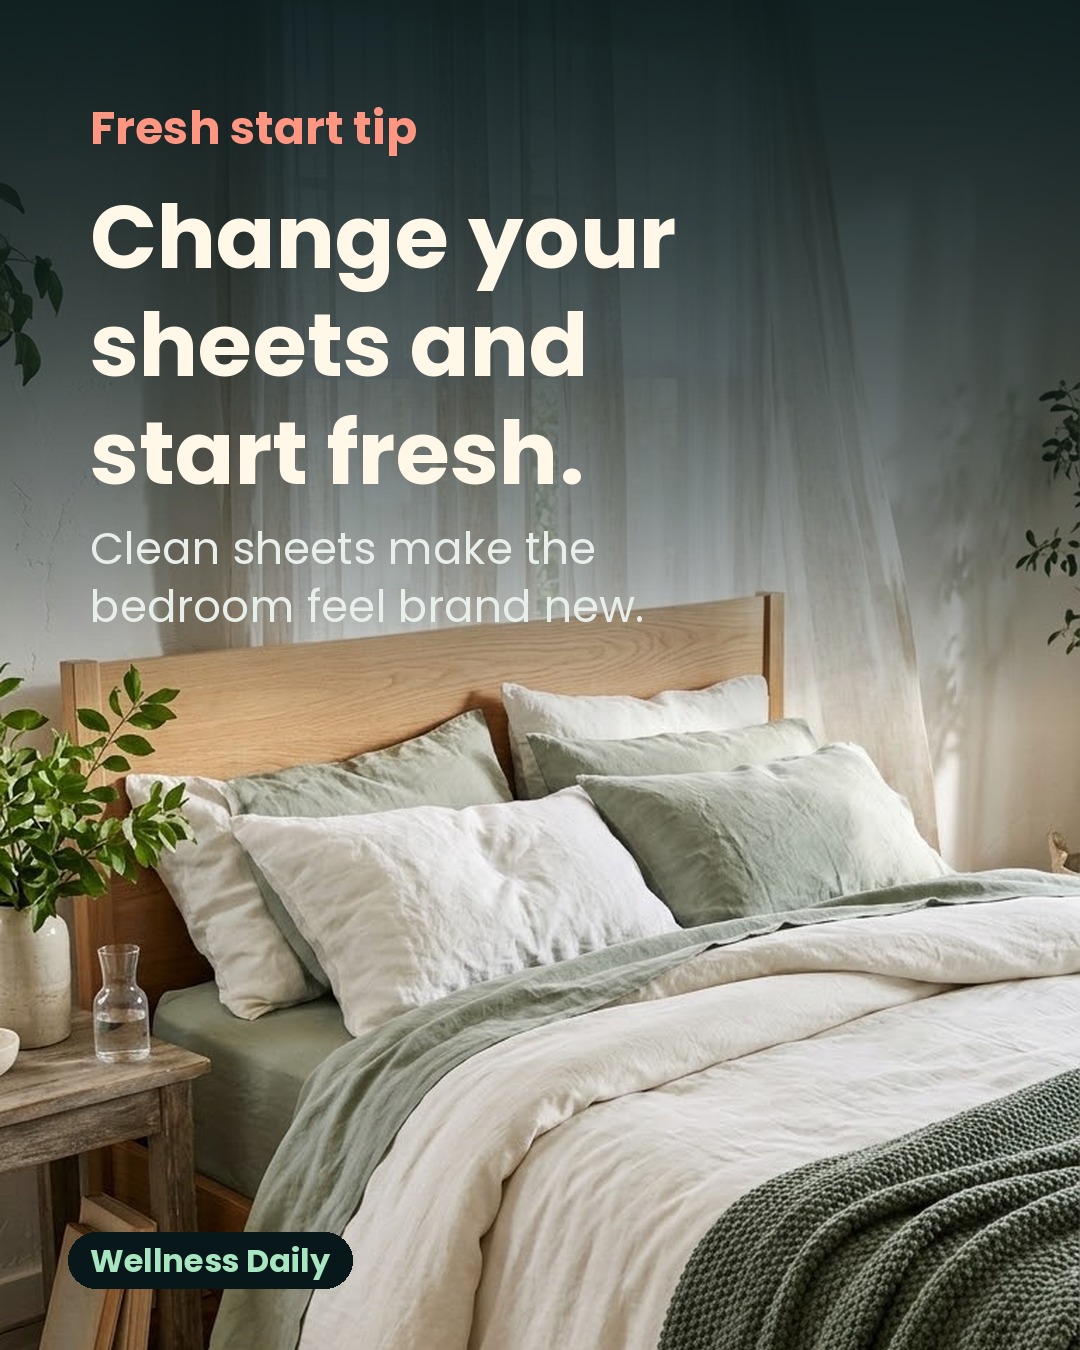 Fresh start tip
Change your
sheets and
start fresh.
Clean sheets make the
bedroom feel brand new.
Wellness Daily